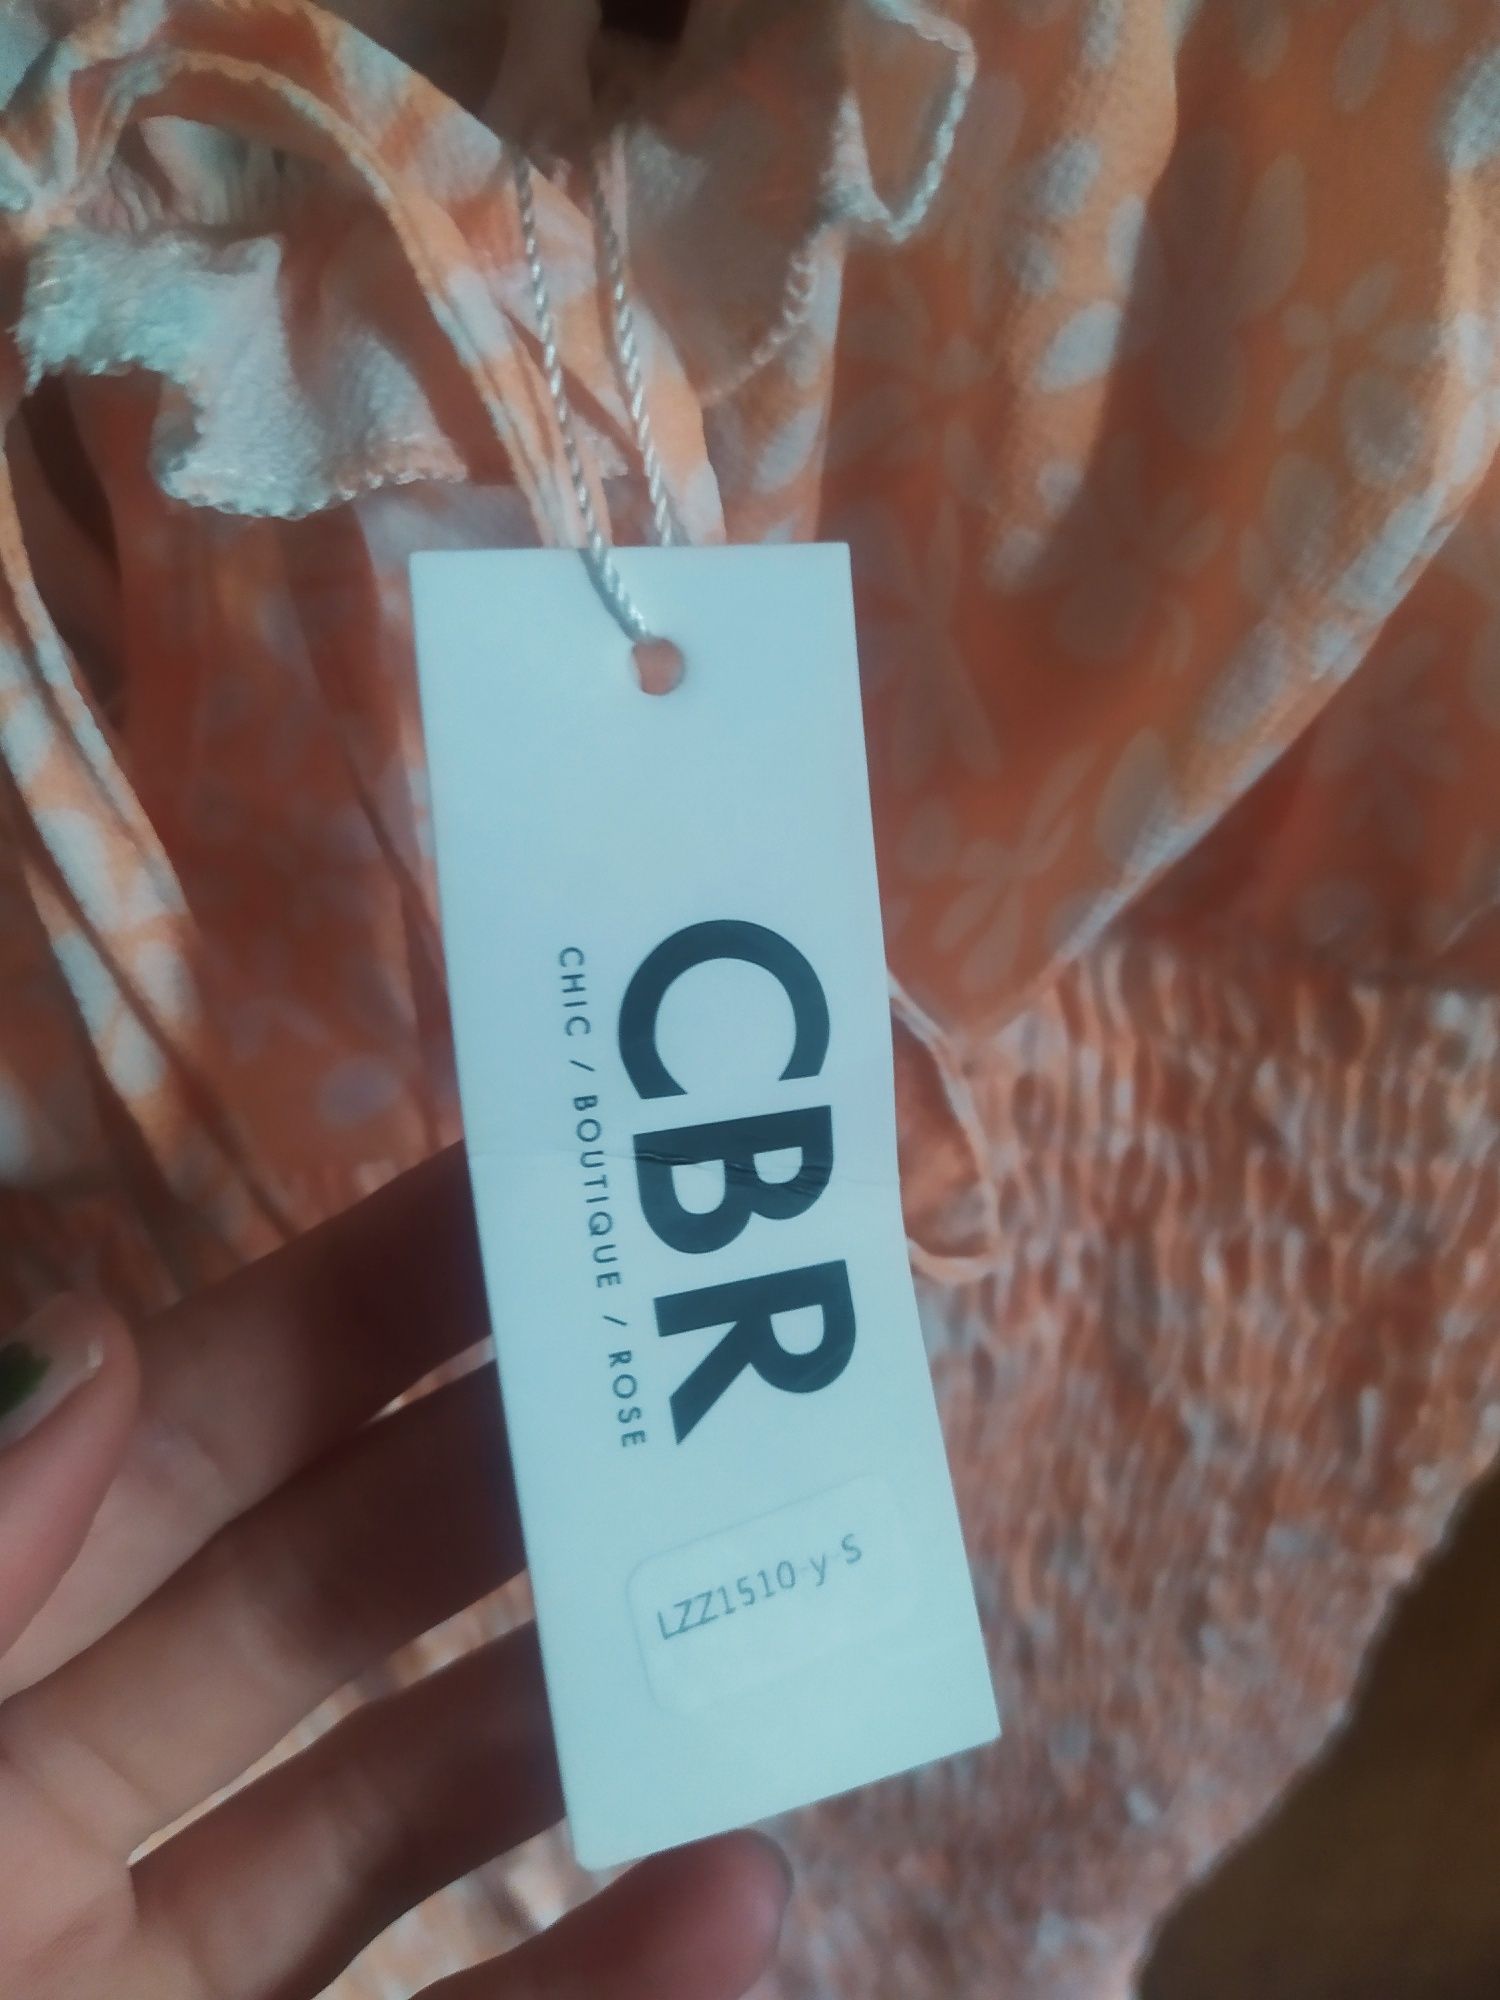 CBR
CHIC / BOUTIQUE / ROSE
LZZ1510-y-S